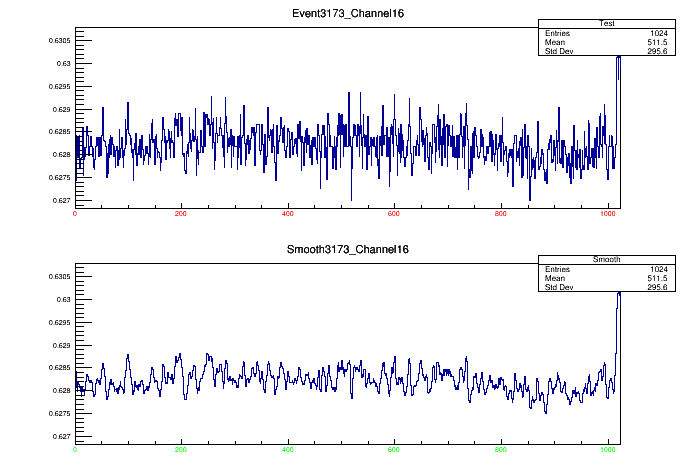 Event3173_Channel16
Test
Entries 1024
Mean 511.5
Std Dev 295.6
0.6305
0.63
0.6295
0.629
0.6285
0.628
0.6275
0.627
0 200 400 600 800 1000
Smooth3173_Channel16
Smooth
Entries 1024
Mean 511.5
Std Dev 295.6
0.6305
0.63
0.6295
0.629
0.6285
0.628
0.6275
0.627
0 200 400 600 800 1000